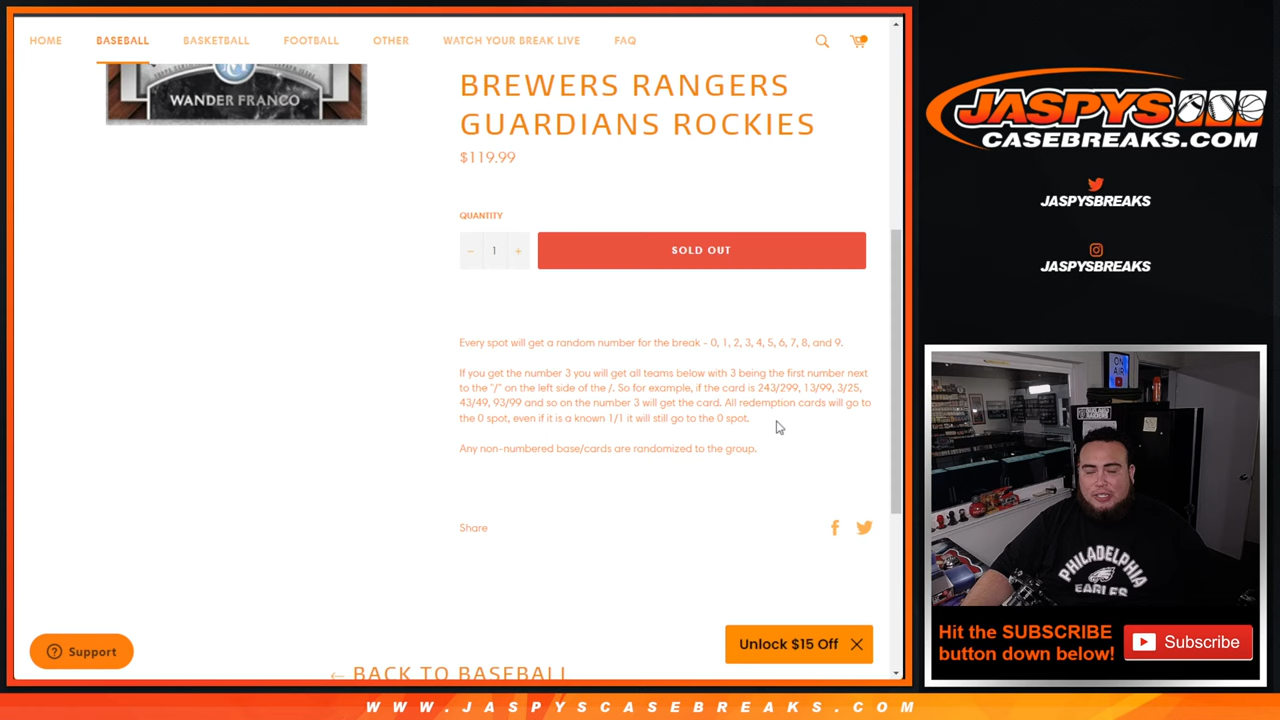 HOME BASEBALL BASKETBALL FOOTBALL OTHER WATCH YOUR BREAK LIVE FAQ
WANDER FRANCO
BREWERS RANGERS
GUARDIANS ROCKIES
$119.99
QUANTITY
− 1 +
SOLD OUT
Every spot will get a random number for the break - 0, 1, 2, 3, 4, 5, 6, 7, 8, and 9.
If you get the number 3 you will get all teams below with 3 being the first number next
to the "/" on the left side of the /. So for example, if the card is 243/299, 13/99, 3/25,
43/49, 93/99 and so on the number 3 will get the card. All redemption cards will go to
the 0 spot, even if it is a known 1/1 it will still go to the 0 spot.
Any non-numbered base/cards are randomized to the group.
Share
Support
Unlock $15 Off
← BACK TO BASEBALL
JASPYS
CASEBREAKS.COM
JASPYSBREAKS
JASPYSBREAKS
ON
AIR
PHILADELPHIA
EAGLES
Hit the SUBSCRIBE
button down below!
Subscribe
WWW.JASPYSCASEBREAKS.COM